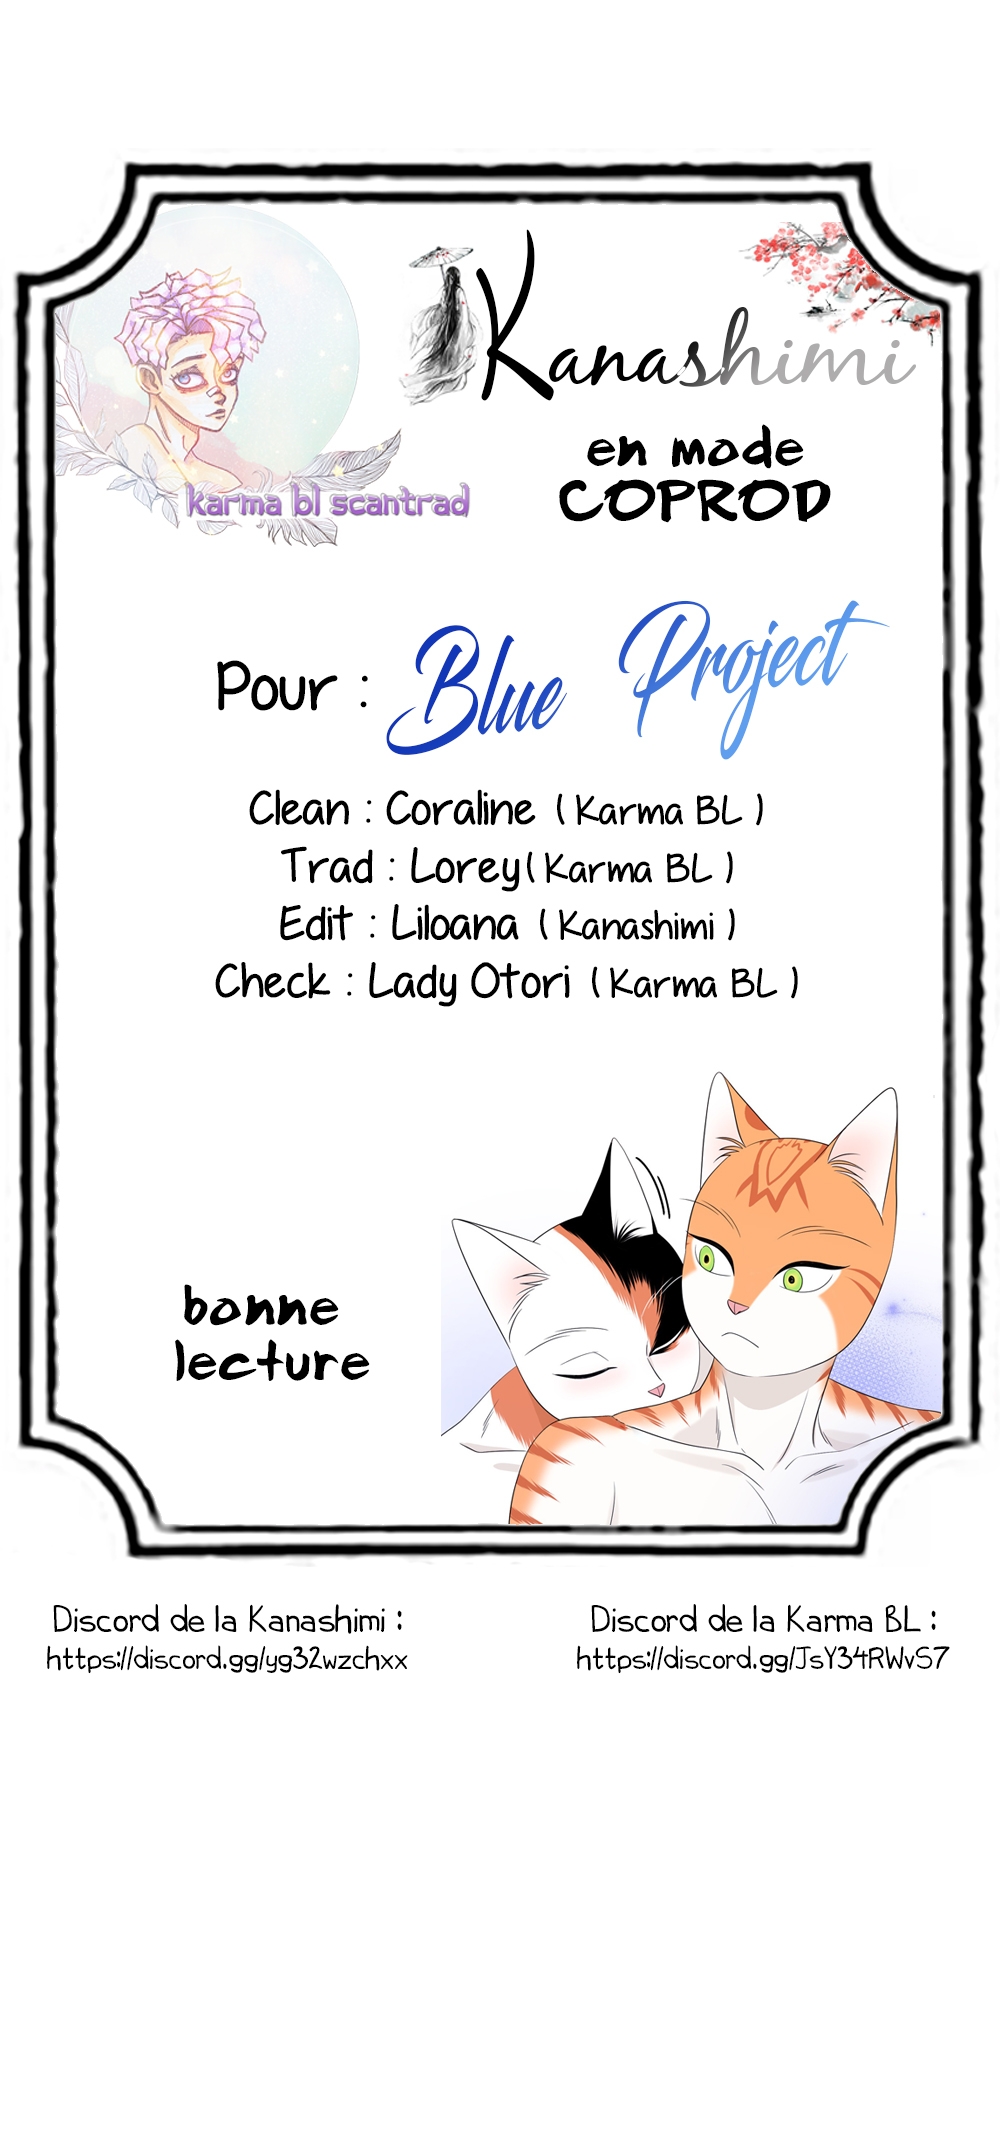 karma bl scantrad
Kanashimi
en mode
COPROD
Pour : Blue Project
Clean : Coraline ( Karma BL )
Trad : Lorey( Karma BL )
Edit : Liloana ( Kanashimi )
Check : Lady Otori ( Karma BL )
bonne
lecture
Discord de la Kanashimi :
https://discord.gg/yg32wzchxx
Discord de la Karma BL :
https://discord.gg/JsY34RWvS7